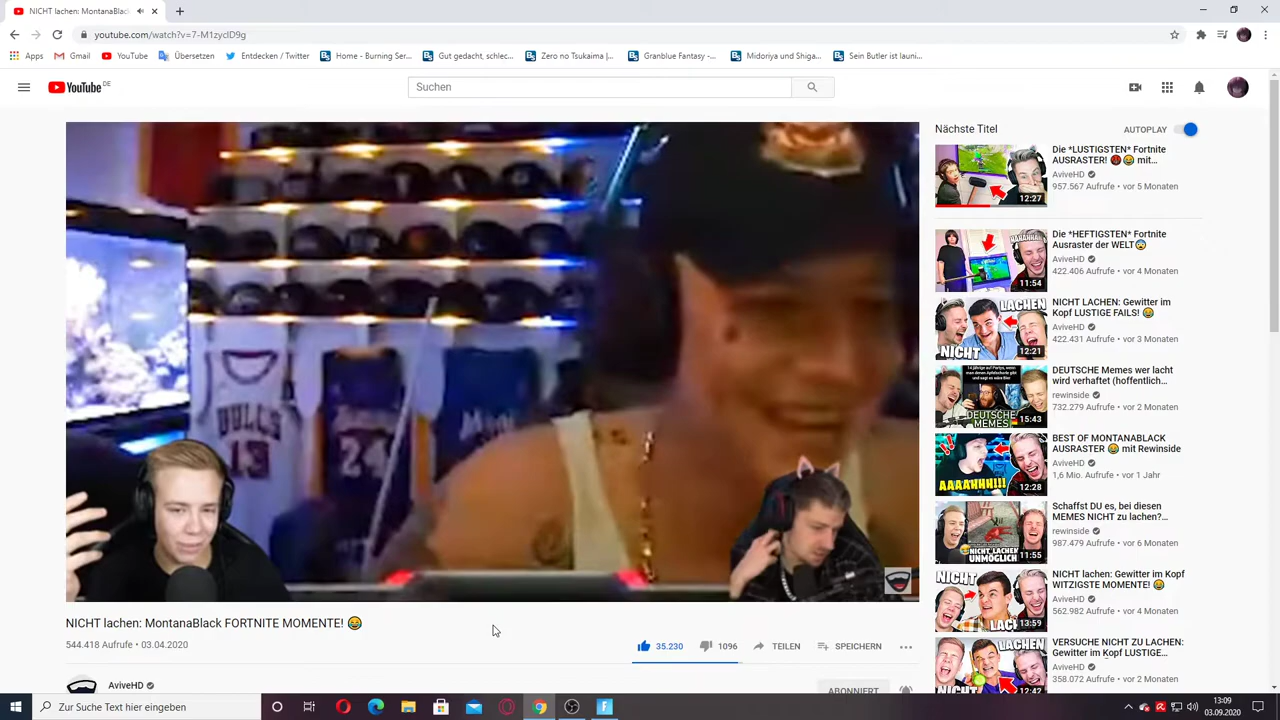 NICHT lachen: MontanaBlac
youtube.com/watch?v=7-M1zycID9g
Apps
Gmail
YouTube
Übersetzen
Entdecken / Twitter
Home - Burning Ser...
Gut gedacht, schlec...
Zero no Tsukaima |...
Granblue Fantasy -...
Midoriya und Shiga...
Sein Butler ist launi...
YouTube DE
Suchen
Nächste Titel
AUTOPLAY
Die *LUSTIGSTEN* Fortnite
AUSRASTER! 😡😂 mit...
AviveHD
957.567 Aufrufe • vor 5 Monaten
12:27
Die *HEFTIGSTEN* Fortnite
Ausraster der WELT😰
AviveHD
422.406 Aufrufe • vor 4 Monaten
11:54
NICHT LACHEN: Gewitter im
Kopf LUSTIGE FAILS! 😂
AviveHD
422.431 Aufrufe • vor 3 Monaten
LACHEN
NICHT
12:21
DEUTSCHE Memes wer lacht
wird verhaftet (hoffentlich...
rewinside
732.279 Aufrufe • vor 2 Monaten
DEUTSCHE
MEMES
15:43
BEST OF MONTANABLACK
AUSRASTER 😂 mit Rewinside
AviveHD
1,6 Mio. Aufrufe • vor 1 Jahr
AAAAHHH!!!
12:28
Schaffst DU es, bei diesen
MEMES NICHT zu lachen?...
rewinside
987.479 Aufrufe • vor 6 Monaten
NICHT LACHEN
UNMÖGLICH
11:55
NICHT lachen: Gewitter im Kopf
WITZIGSTE MOMENTE! 😂
AviveHD
562.982 Aufrufe • vor 4 Monaten
NICHT
13:59
VERSUCHE NICHT ZU LACHEN:
Gewitter im Kopf LUSTIGE...
AviveHD
358.072 Aufrufe • vor 2 Monaten
NICHT
12:42
NICHT lachen: MontanaBlack FORTNITE MOMENTE! 😂
544.418 Aufrufe • 03.04.2020
35.230
1096
TEILEN
SPEICHERN
AviveHD
ABONNIERT
Zur Suche Text hier eingeben
13:09
03.09.2020